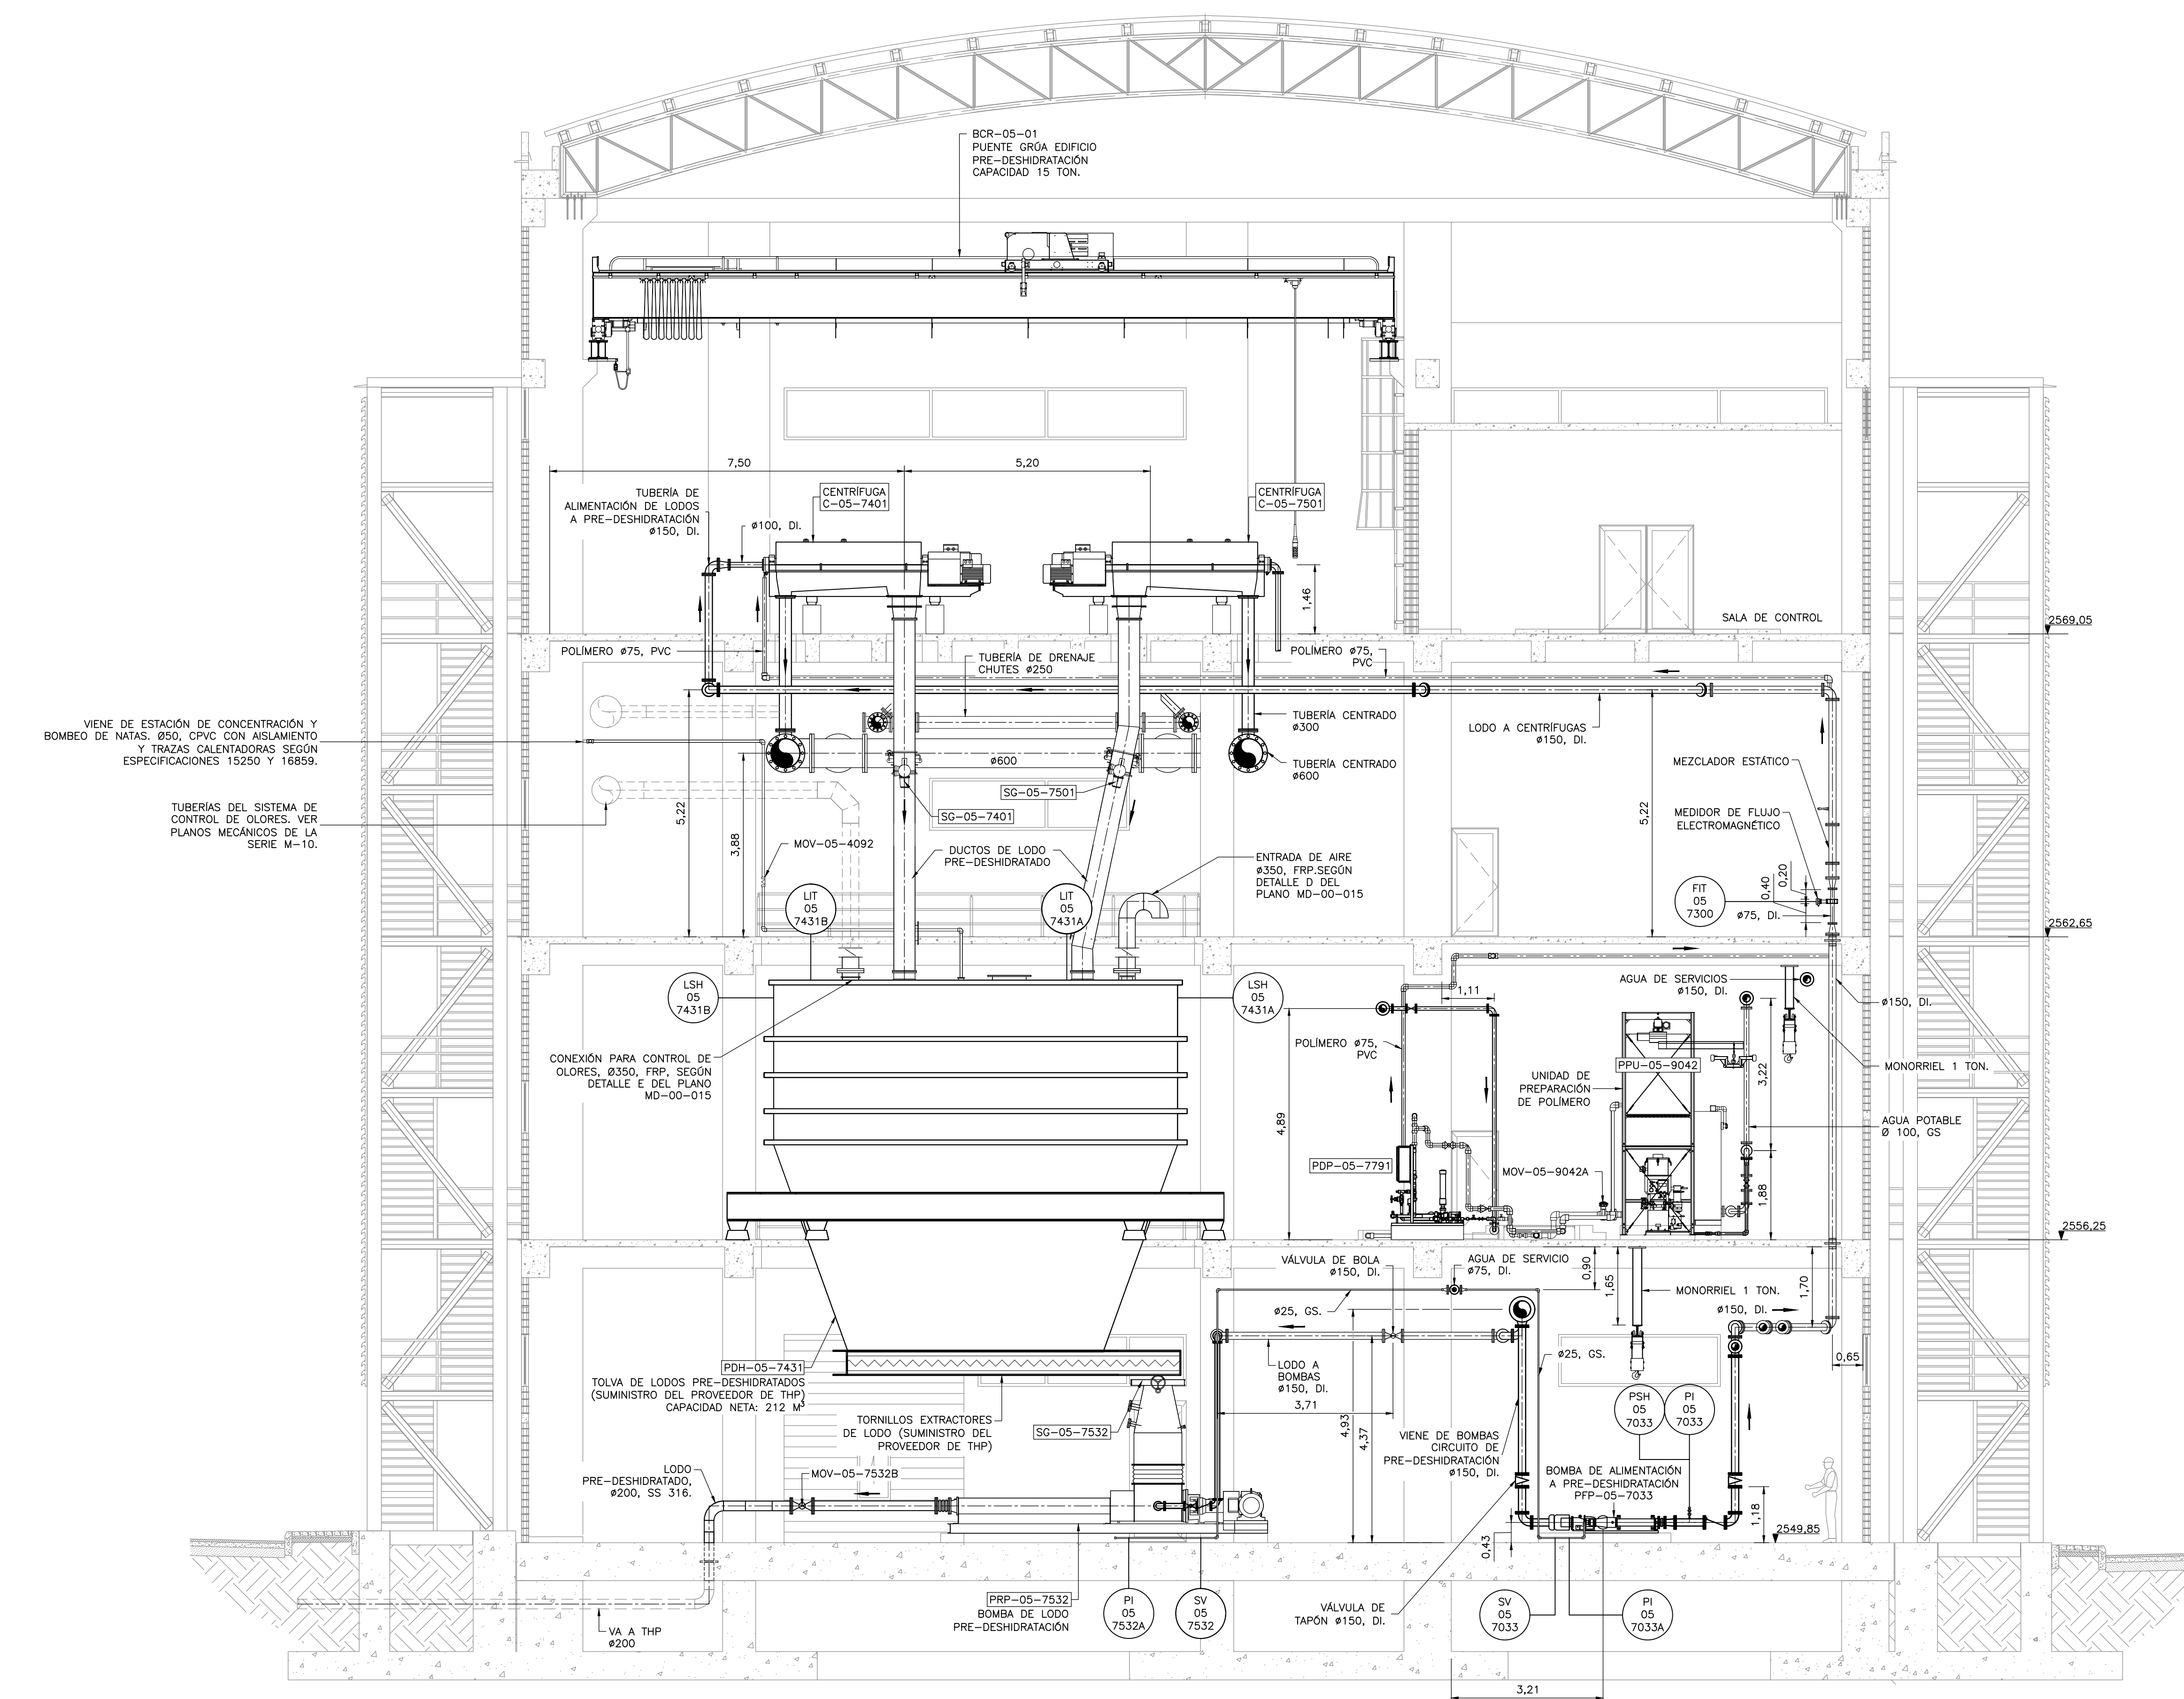 BCR-05-01
PUENTE GRÚA EDIFICIO
PRE-DESHIDRATACIÓN
CAPACIDAD 15 TON.
7,50
5,20
TUBERÍA DE
ALIMENTACIÓN DE LODOS
A PRE-DESHIDRATACIÓN
Ø150, DI.
Ø100, DI.
CENTRÍFUGA
C-05-7401
CENTRÍFUGA
C-05-7501
1,46
SALA DE CONTROL
2569,05
POLÍMERO Ø75, PVC
TUBERÍA DE DRENAJE
CHUTES Ø250
POLÍMERO Ø75,
PVC
VIENE DE ESTACIÓN DE CONCENTRACIÓN Y
BOMBEO DE NATAS. Ø50, CPVC CON AISLAMIENTO
Y TRAZAS CALENTADORAS SEGÚN
ESPECIFICACIONES 15250 Y 16859.
TUBERÍA CENTRADO
Ø300
LODO A CENTRÍFUGAS
Ø150, DI.
Ø600
TUBERÍA CENTRADO
Ø600
MEZCLADOR ESTÁTICO
SG-05-7501
SG-05-7401
TUBERÍAS DEL SISTEMA DE
CONTROL DE OLORES. VER
PLANOS MECÁNICOS DE LA
SERIE M-10.
5,22
3,88
5,22
MEDIDOR DE FLUJO
ELECTROMAGNÉTICO
MOV-05-4092
DUCTOS DE LODO
PRE-DESHIDRATADO
ENTRADA DE AIRE
Ø350, FRP.SEGÚN
DETALLE D DEL
PLANO MD-00-015
0,20
0,40
LIT
05
7431B
LIT
05
7431A
FIT
05
7300
Ø75, DI.
2562,65
LSH
05
7431B
LSH
05
7431A
AGUA DE SERVICIOS
Ø150, DI.
1,11
Ø150, DI.
CONEXIÓN PARA CONTROL DE
OLORES, Ø350, FRP, SEGÚN
DETALLE E DEL PLANO
MD-00-015
POLÍMERO Ø75,
PVC
PPU-05-9042
3,22
MONORRIEL 1 TON.
UNIDAD DE
PREPARACIÓN
DE POLÍMERO
4,89
AGUA POTABLE
Ø 100, GS
PDP-05-7791
MOV-05-9042A
1,88
2556,25
VÁLVULA DE BOLA
Ø150, DI.
AGUA DE SERVICIO
Ø75, DI.
0,90
1,65
MONORRIEL 1 TON.
1,70
Ø25, GS.
Ø150, DI.
PDH-05-7431
TOLVA DE LODOS PRE-DESHIDRATADOS
(SUMINISTRO DEL PROVEEDOR DE THP)
CAPACIDAD NETA: 212 M3
LODO A
BOMBAS
Ø150, DI.
Ø25, GS.
0,65
3,71
TORNILLOS EXTRACTORES
DE LODO (SUMINISTRO DEL
PROVEEDOR DE THP)
SG-05-7532
4,93
4,37
PSH
05
7033
PI
05
7033
VIENE DE BOMBAS
CIRCUITO DE
PRE-DESHIDRATACIÓN
Ø150, DI.
LODO
PRE-DESHIDRATADO,
Ø200, SS 316.
MOV-05-7532B
BOMBA DE ALIMENTACIÓN
A PRE-DESHIDRATACIÓN
PFP-05-7033
1,18
0,43
2549,85
PRP-05-7532
BOMBA DE LODO
PRE-DESHIDRATACIÓN
PI
05
7532A
SV
05
7532
VÁLVULA DE
TAPÓN Ø150, DI.
SV
05
7033
PI
05
7033A
VA A THP
Ø200
3,21